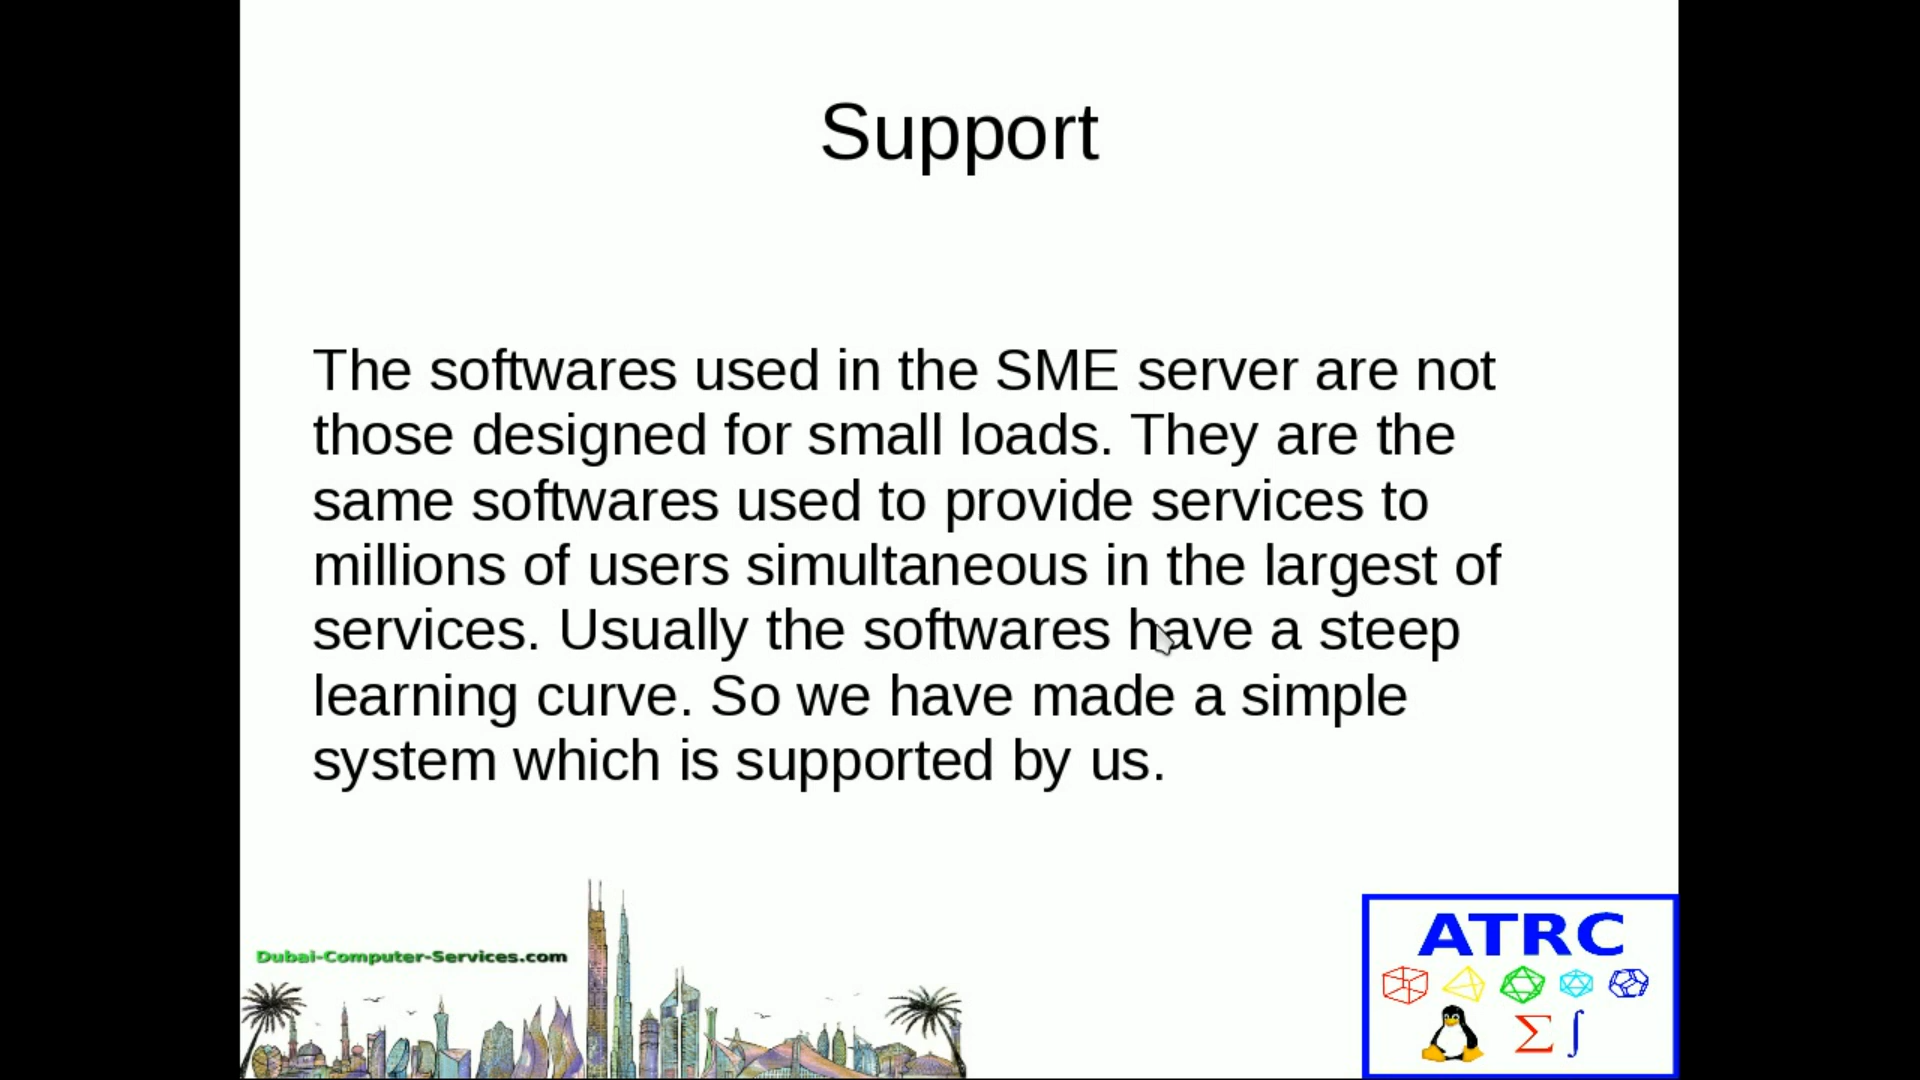 Support
The softwares used in the SME server are not
those designed for small loads. They are the
same softwares used to provide services to
millions of users simultaneous in the largest of
services. Usually the softwares have a steep
learning curve. So we have made a simple
system which is supported by us.
Dubai-Computer-Services.com
ATRC
Σ ∫